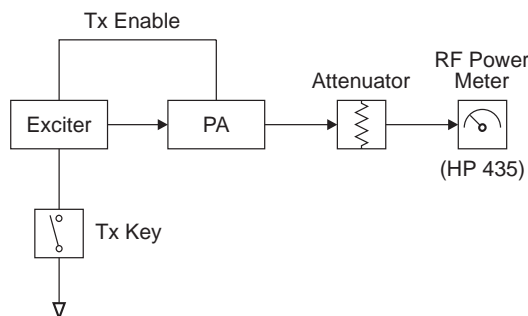 Tx Enable
RF Power
Meter
Attenuator
Exciter
PA
(HP 435)
Tx Key